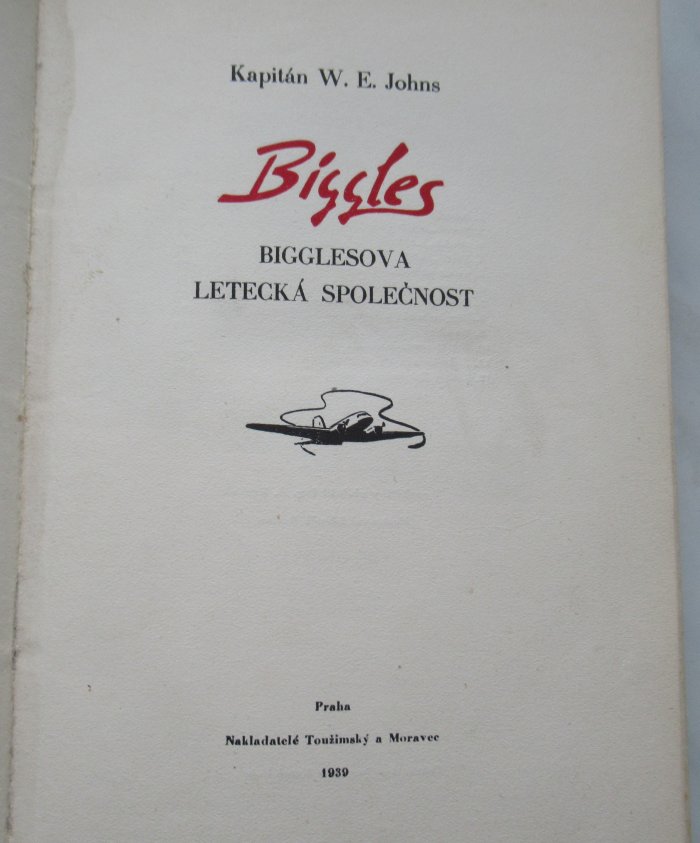 Kapitán W. E. Johns
Biggles
BIGGLESOVA
LETECKÁ SPOLEČNOST
Praha
Nakladatelé Toužimský a Moravec
1939